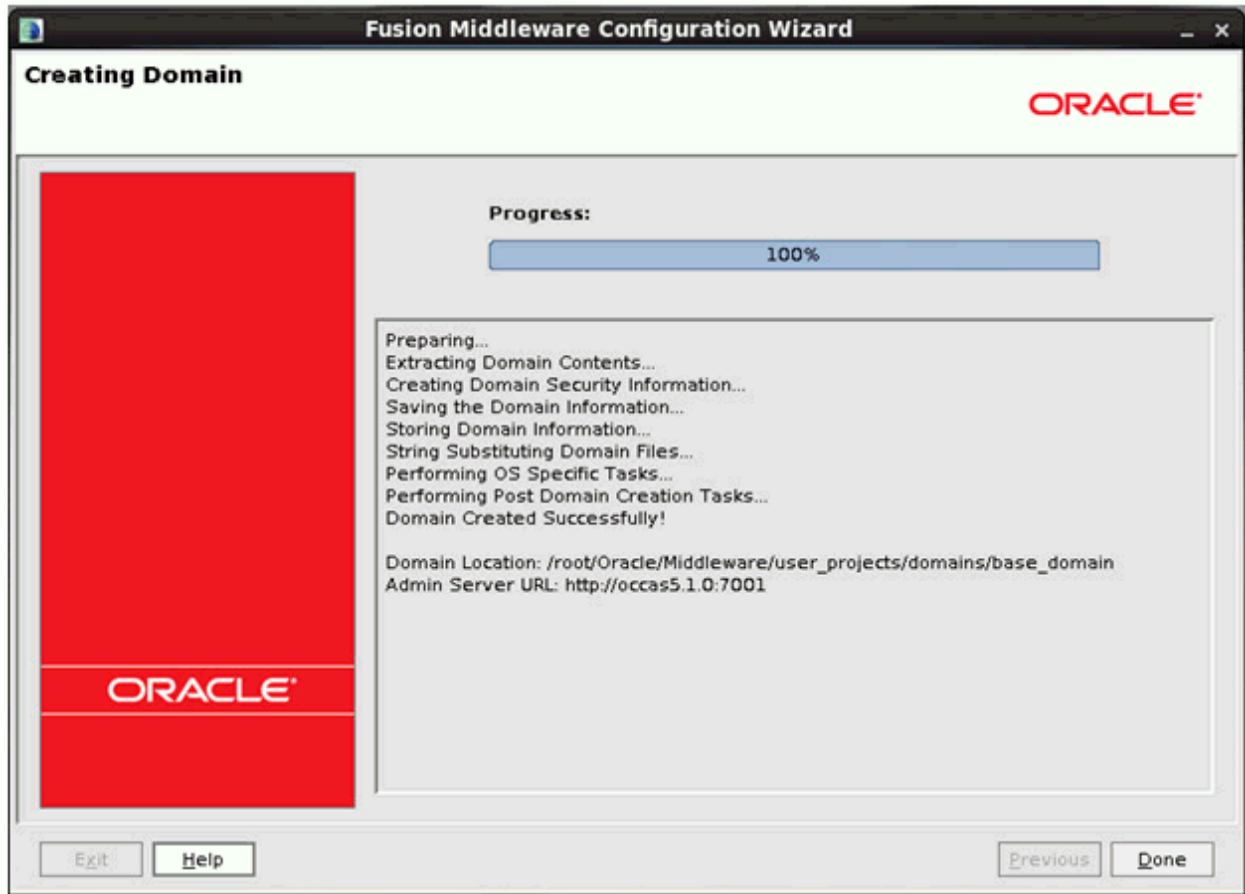 Fusion Middleware Configuration Wizard
Creating Domain
ORACLE
Progress:
100%
Preparing...
Extracting Domain Contents...
Creating Domain Security Information...
Saving the Domain Information...
Storing Domain Information...
String Substituting Domain Files...
Performing OS Specific Tasks...
Performing Post Domain Creation Tasks...
Domain Created Successfully!
Domain Location: /root/Oracle/Middleware/user_projects/domains/base_domain
Admin Server URL: http://occas5.1.0:7001
ORACLE
Exit
Help
Previous
Done